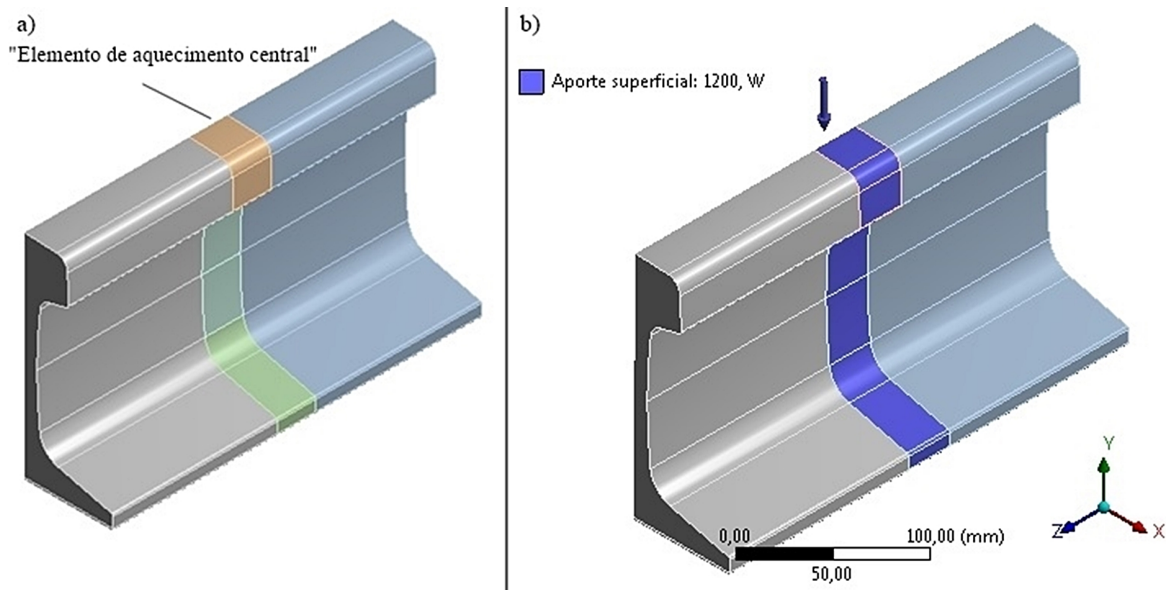 a)
"Elemento de aquecimento central"
b)
Aporte superficial: 1200, W
Y
Z
X
0,00
100,00 (mm)
50,00